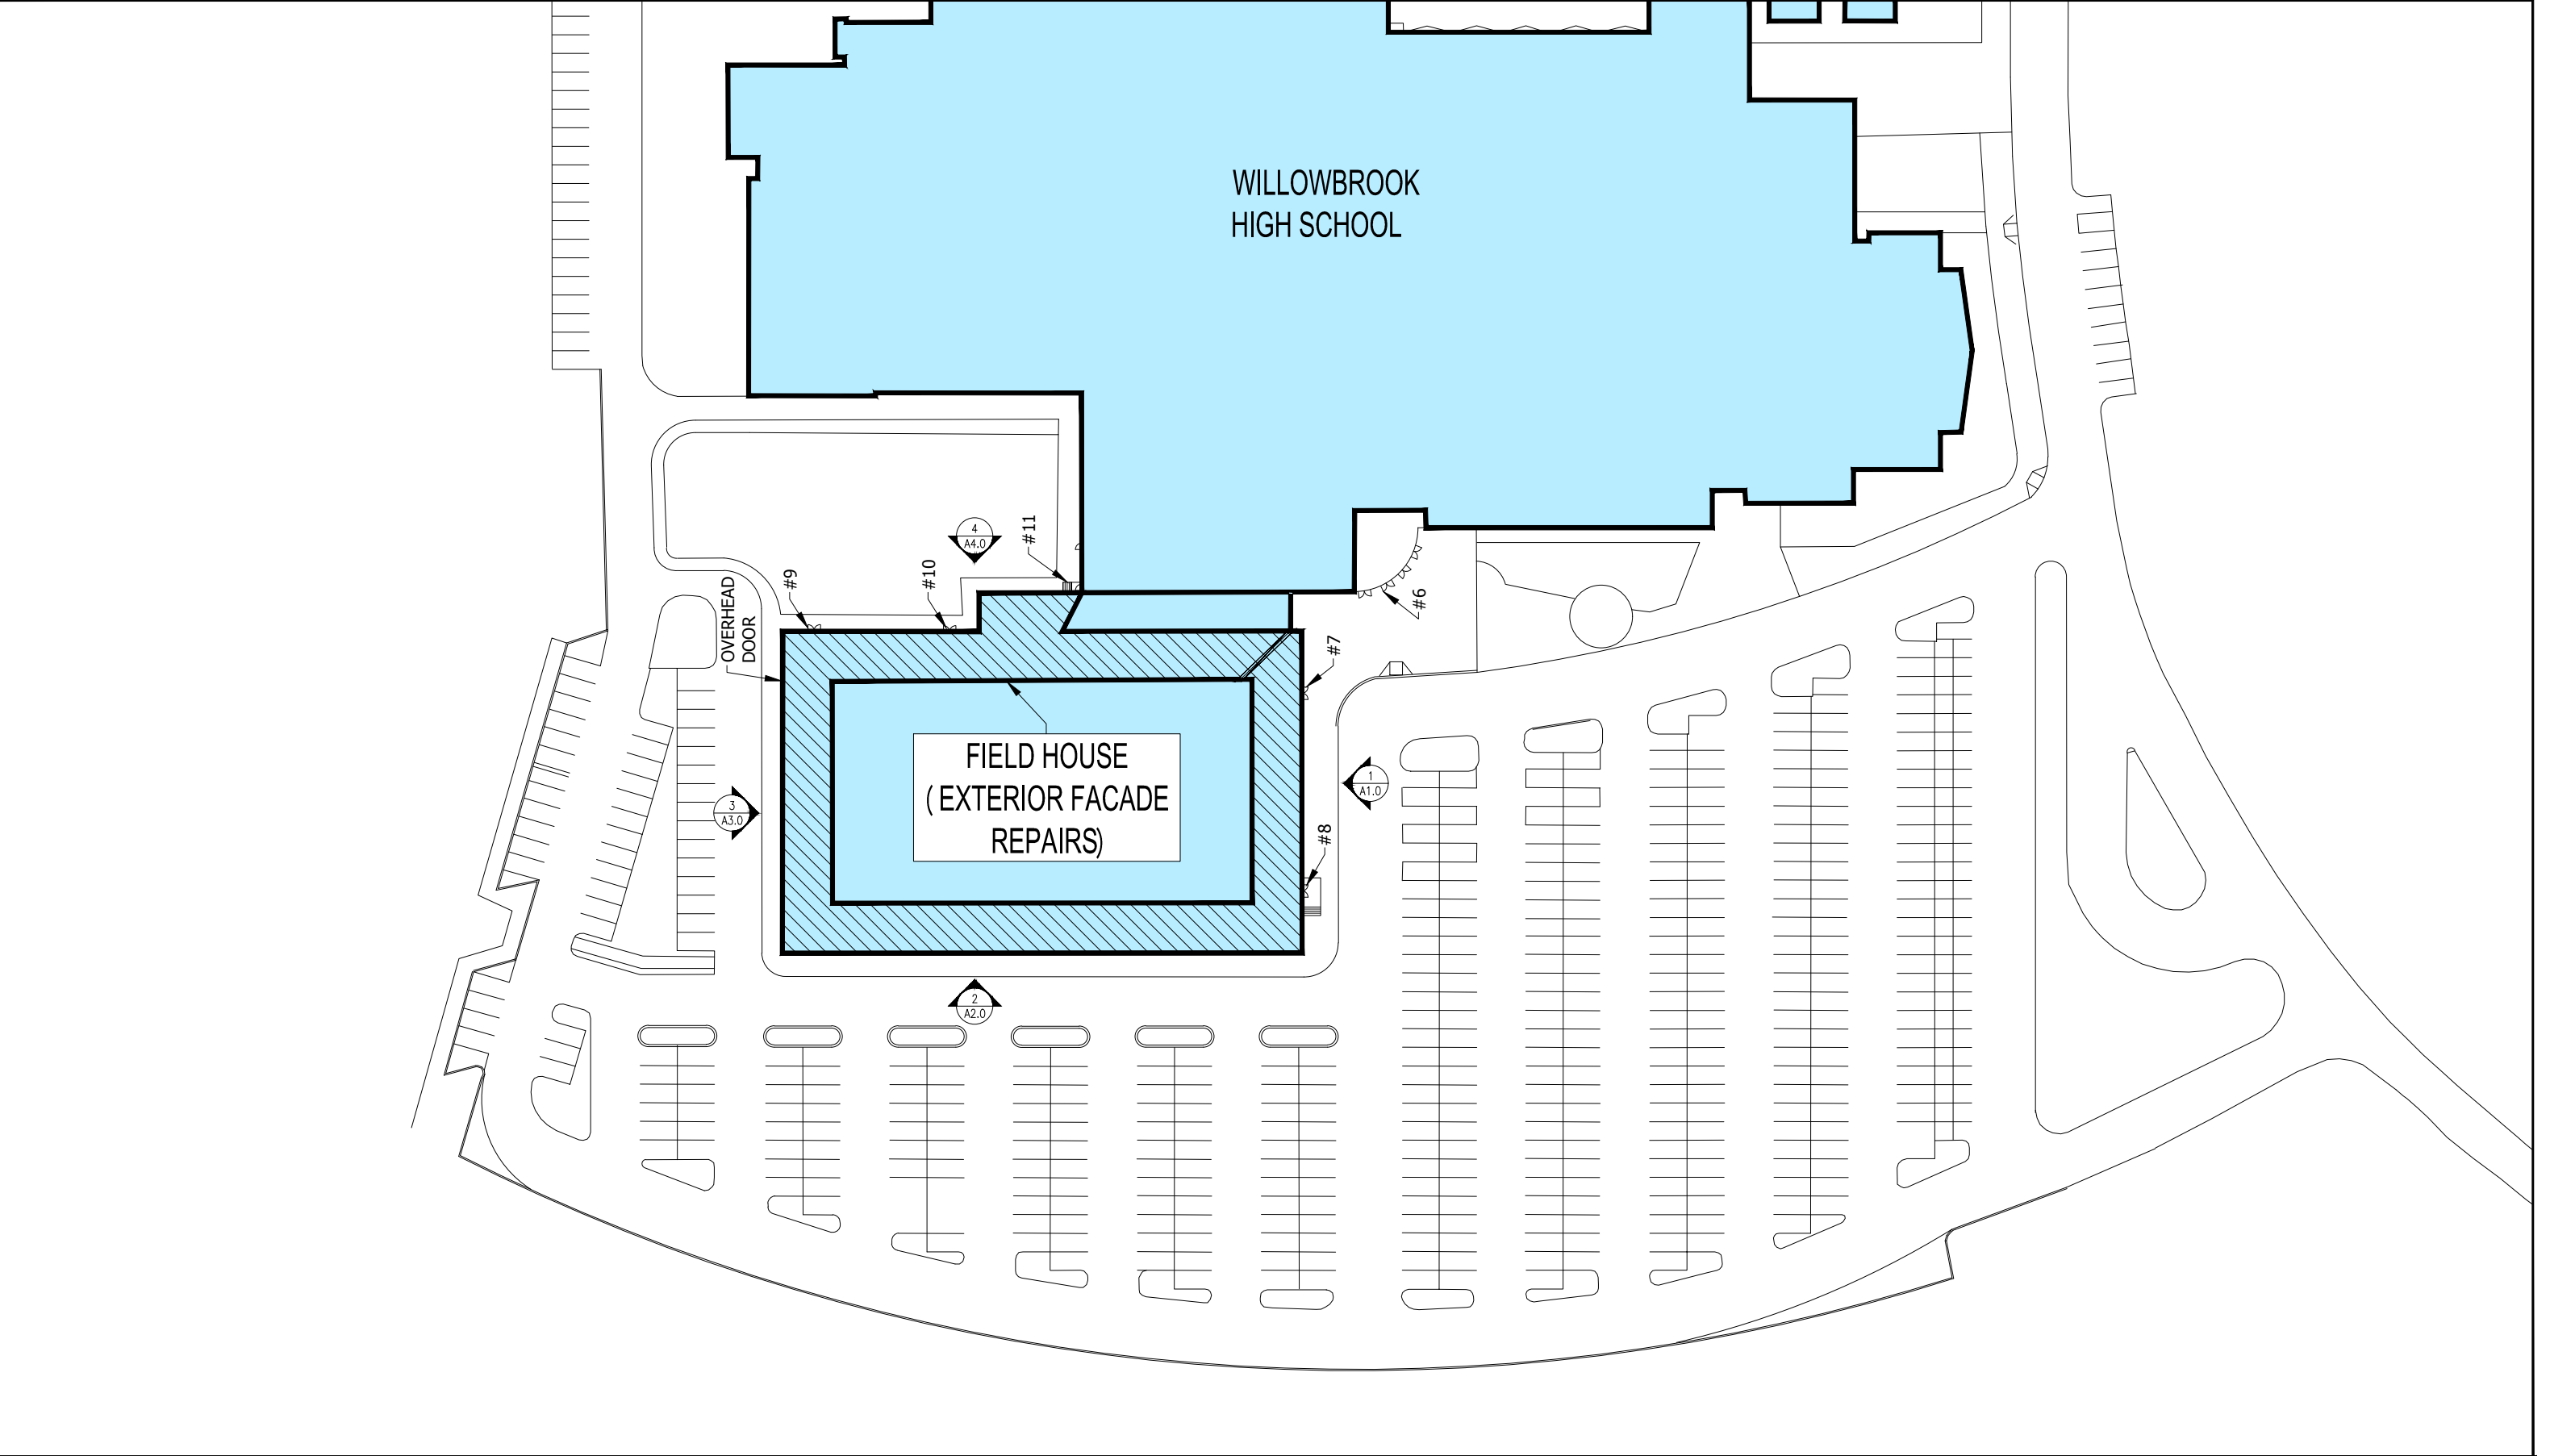 WILLOWBROOK
HIGH SCHOOL
4
A4.0
#11
#10
#9
OVERHEAD
DOOR
#6
#7
FIELD HOUSE
( EXTERIOR FACADE
REPAIRS)
1
A1.0
3
A3.0
#8
2
A2.0